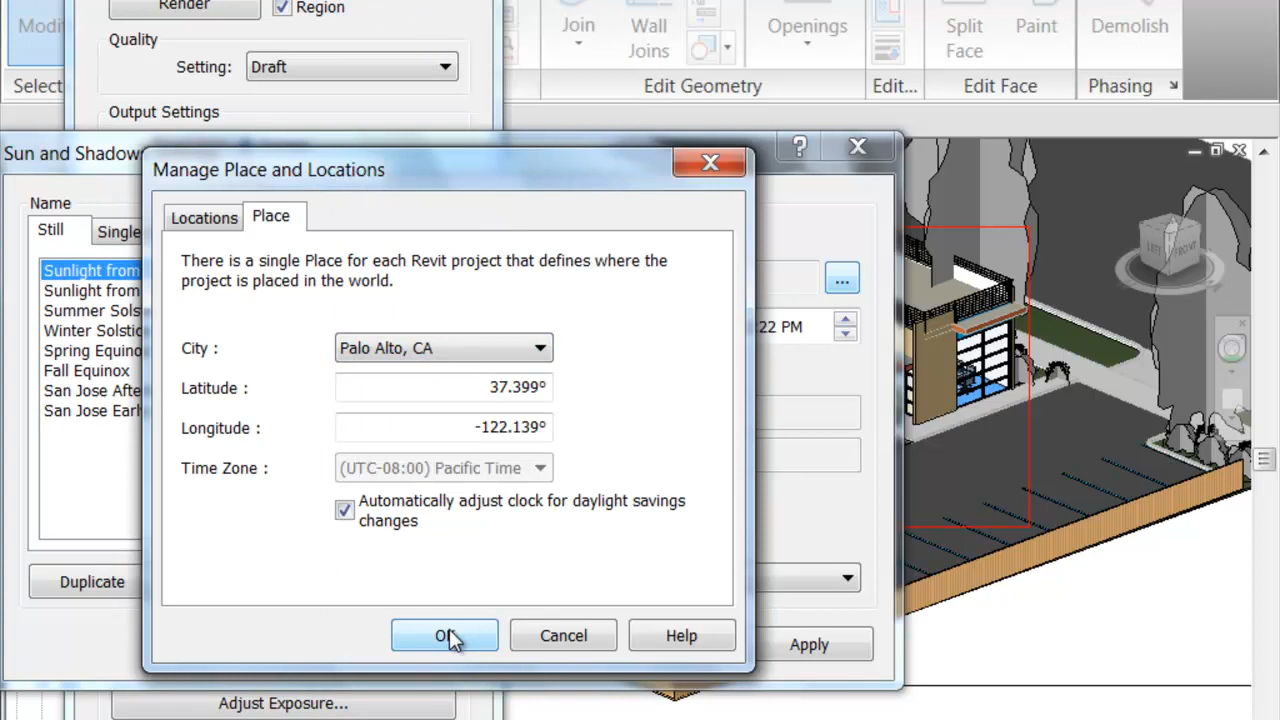 Render
Region
Quality
Setting:
Draft
Output Settings
Modi
Select
Join
Wall
Joins
Openings
Split
Face
Paint
Demolish
Edit Geometry
Edit...
Edit Face
Phasing
Sun and Shadow
Name
Still
Single
Sunlight from
Sunlight from
Summer Sols
Winter Solstic
Spring Equino
Fall Equinox
San Jose Afte
San Jose Earl
Duplicate
Manage Place and Locations
Locations
Place
There is a single Place for each Revit project that defines where the
project is placed in the world.
City :
Palo Alto, CA
Latitude :
37.399°
Longitude :
-122.139°
Time Zone :
(UTC-08:00) Pacific Time
Automatically adjust clock for daylight savings
changes
OK
Cancel
Help
...
:22 PM
Apply
Adjust Exposure...
LEFT
FRONT